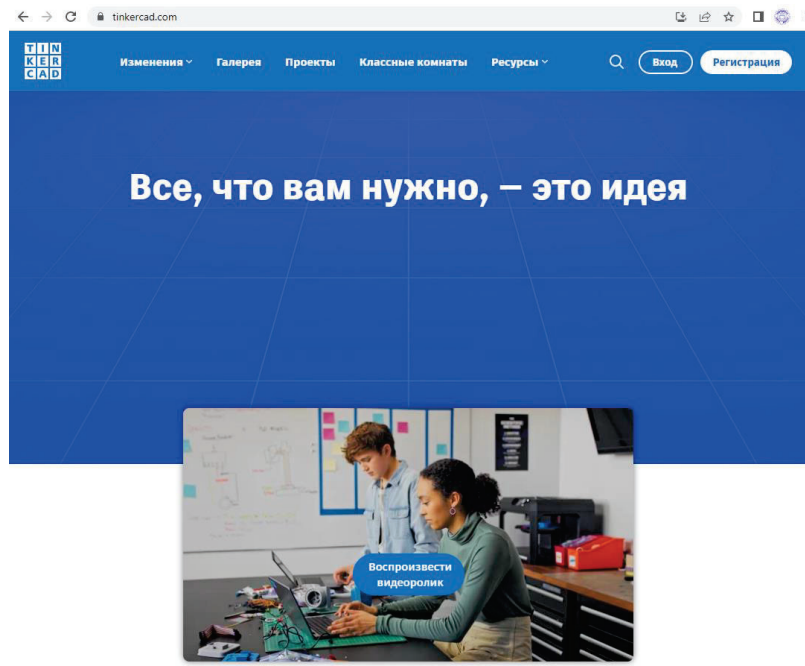 tinkercad.com
TIN
KER
CAD
Изменения Галерея Проекты Классные комнаты Ресурсы Вход Регистрация
Все, что вам нужно, — это идея
Воспроизвести
видеоролик